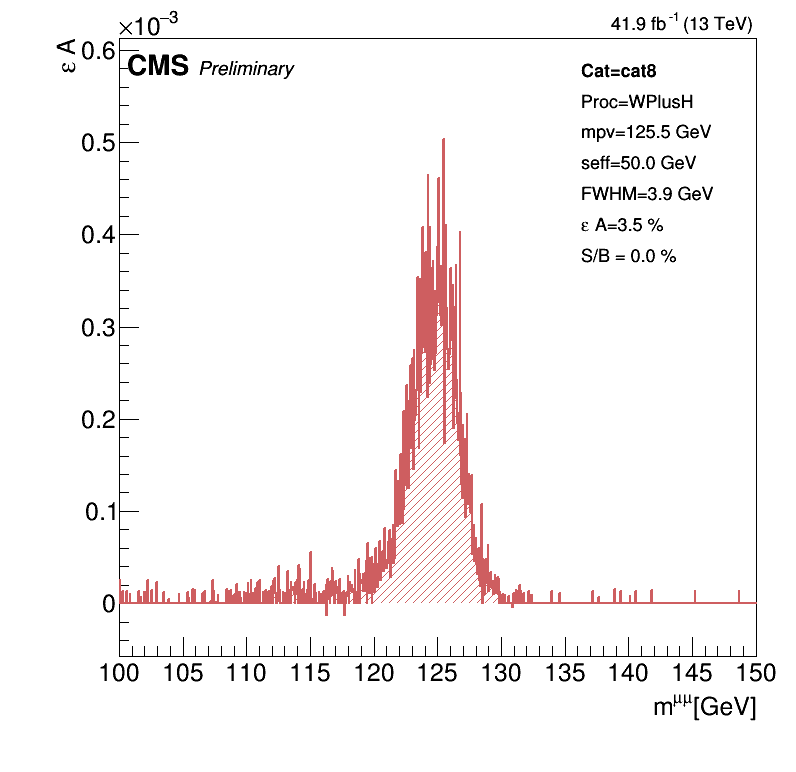 ×10⁻³
41.9 fb⁻¹ (13 TeV)
ε A
CMS Preliminary
Cat=cat8
Proc=WPlusH
mpv=125.5 GeV
seff=50.0 GeV
FWHM=3.9 GeV
ε A=3.5 %
S/B = 0.0 %
0.6
0.5
0.4
0.3
0.2
0.1
0
100 105 110 115 120 125 130 135 140 145 150
m^μμ[GeV]